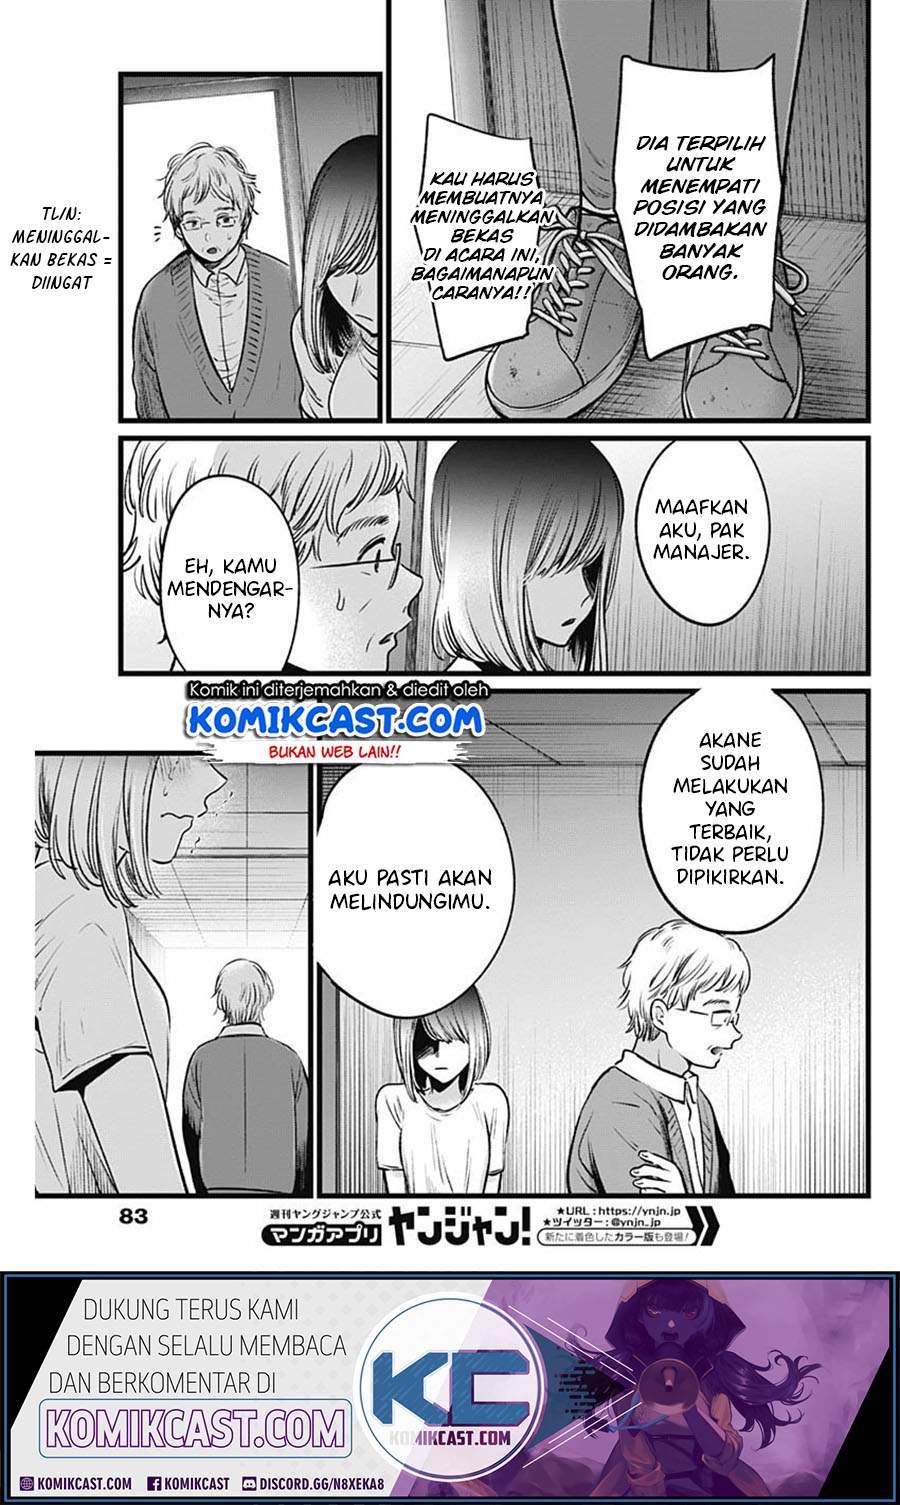 DIA TERPILIH
UNTUK
MENEMPATI
POSISI YANG
DIDAMBAKAN
BANYAK
ORANG.
KAU HARUS
MEMBUATNYA
MENINGGALKAN
BEKAS
DI ACARA INI,
BAGAIMANAPUN
CARANYA!!
TL/N:
MENINGGAL-
KAN BEKAS =
DIINGAT
MAAFKAN
AKU, PAK
MANAJER.
EH, KAMU
MENDENGAR-
NYA?
Komik ini diterjemahkan & diedit oleh
KOMIKCAST.COM
BUKAN WEB LAIN!!
AKANE
SUDAH
MELAKUKAN
YANG
TERBAIK,
TIDAK PERLU
DIPIKIRKAN.
AKU PASTI AKAN
MELINDUNGIMU.
83
週刊ヤングジャンプ公式
マンガアプリ
ヤンジャン!
★URL:https://ynjn.jp
★ツイッター:@ynjn_jp
新たに着色したカラー版も登場!
DUKUNG TERUS KAMI
DENGAN SELALU MEMBACA
DAN BERKOMENTAR DI
KOMIKCAST.COM
KC
KOMIKCAST.COM
KOMIKCAST.COM
KOMIKCAST
DISCORD.GG/N8XEKA8